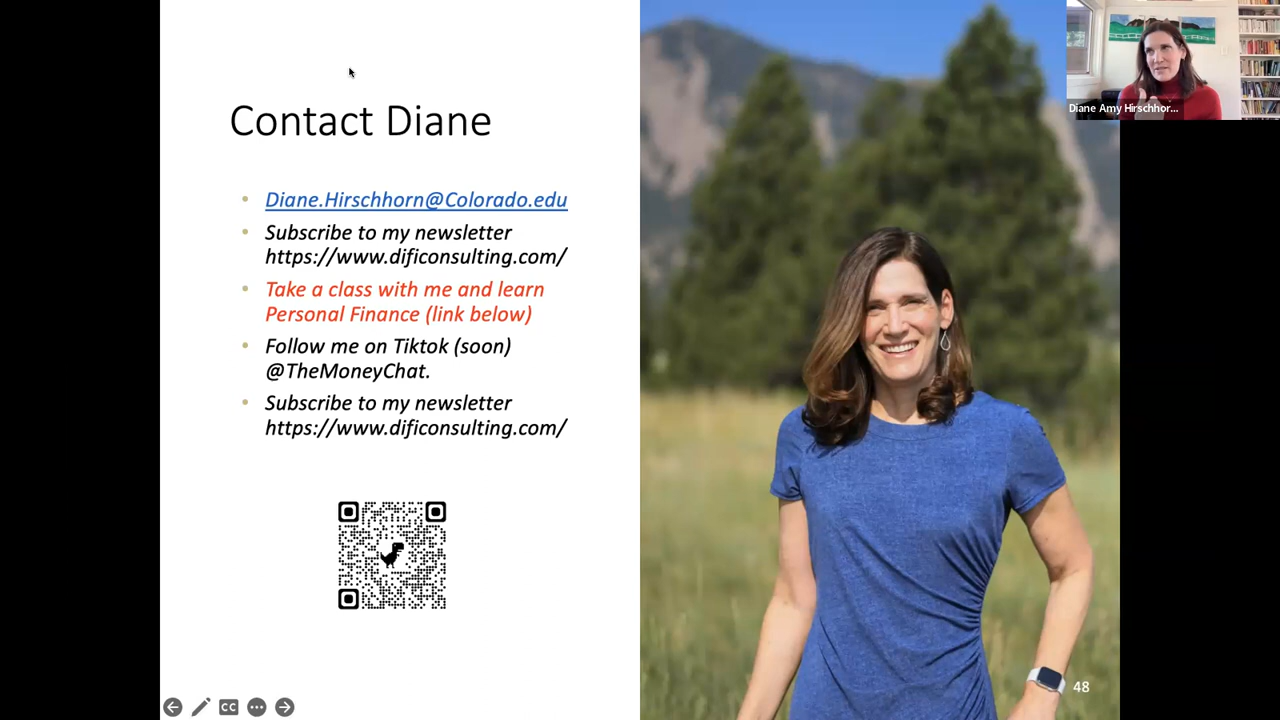 Contact Diane
Diane.Hirschhorn@Colorado.edu
Subscribe to my newsletter
https://www.dificonsulting.com/
Take a class with me and learn
Personal Finance (link below)
Follow me on Tiktok (soon)
@TheMoneyChat.
Subscribe to my newsletter
https://www.dificonsulting.com/
Diane Amy Hirschhor...
CC
48